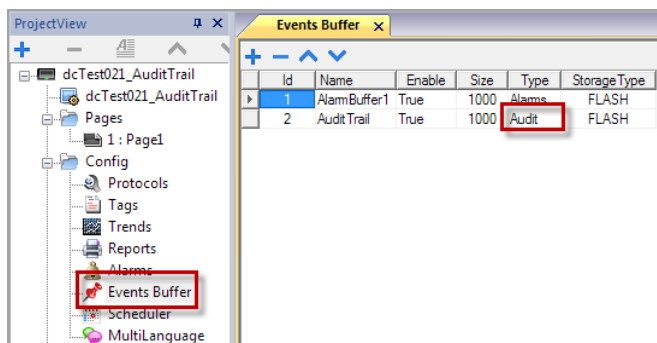 ProjectView
dcTest021_AuditTrail
dcTest021_AuditTrail
Pages
1 : Page1
Config
Protocols
Tags
Trends
Reports
Alarms
Events Buffer
Scheduler
MultiLanguage
Events Buffer
Id Name Enable Size Type StorageType
1 AlarmBuffer1 True 1000 Alarms FLASH
2 AuditTrail True 1000 Audit FLASH